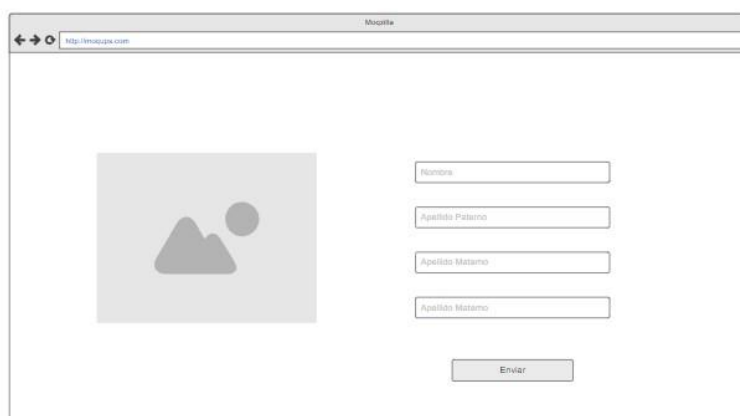 Mozilla
http://moqups.com
Nombre
Apellido Paterno
Apellido Materno
Apellido Materno
Enviar